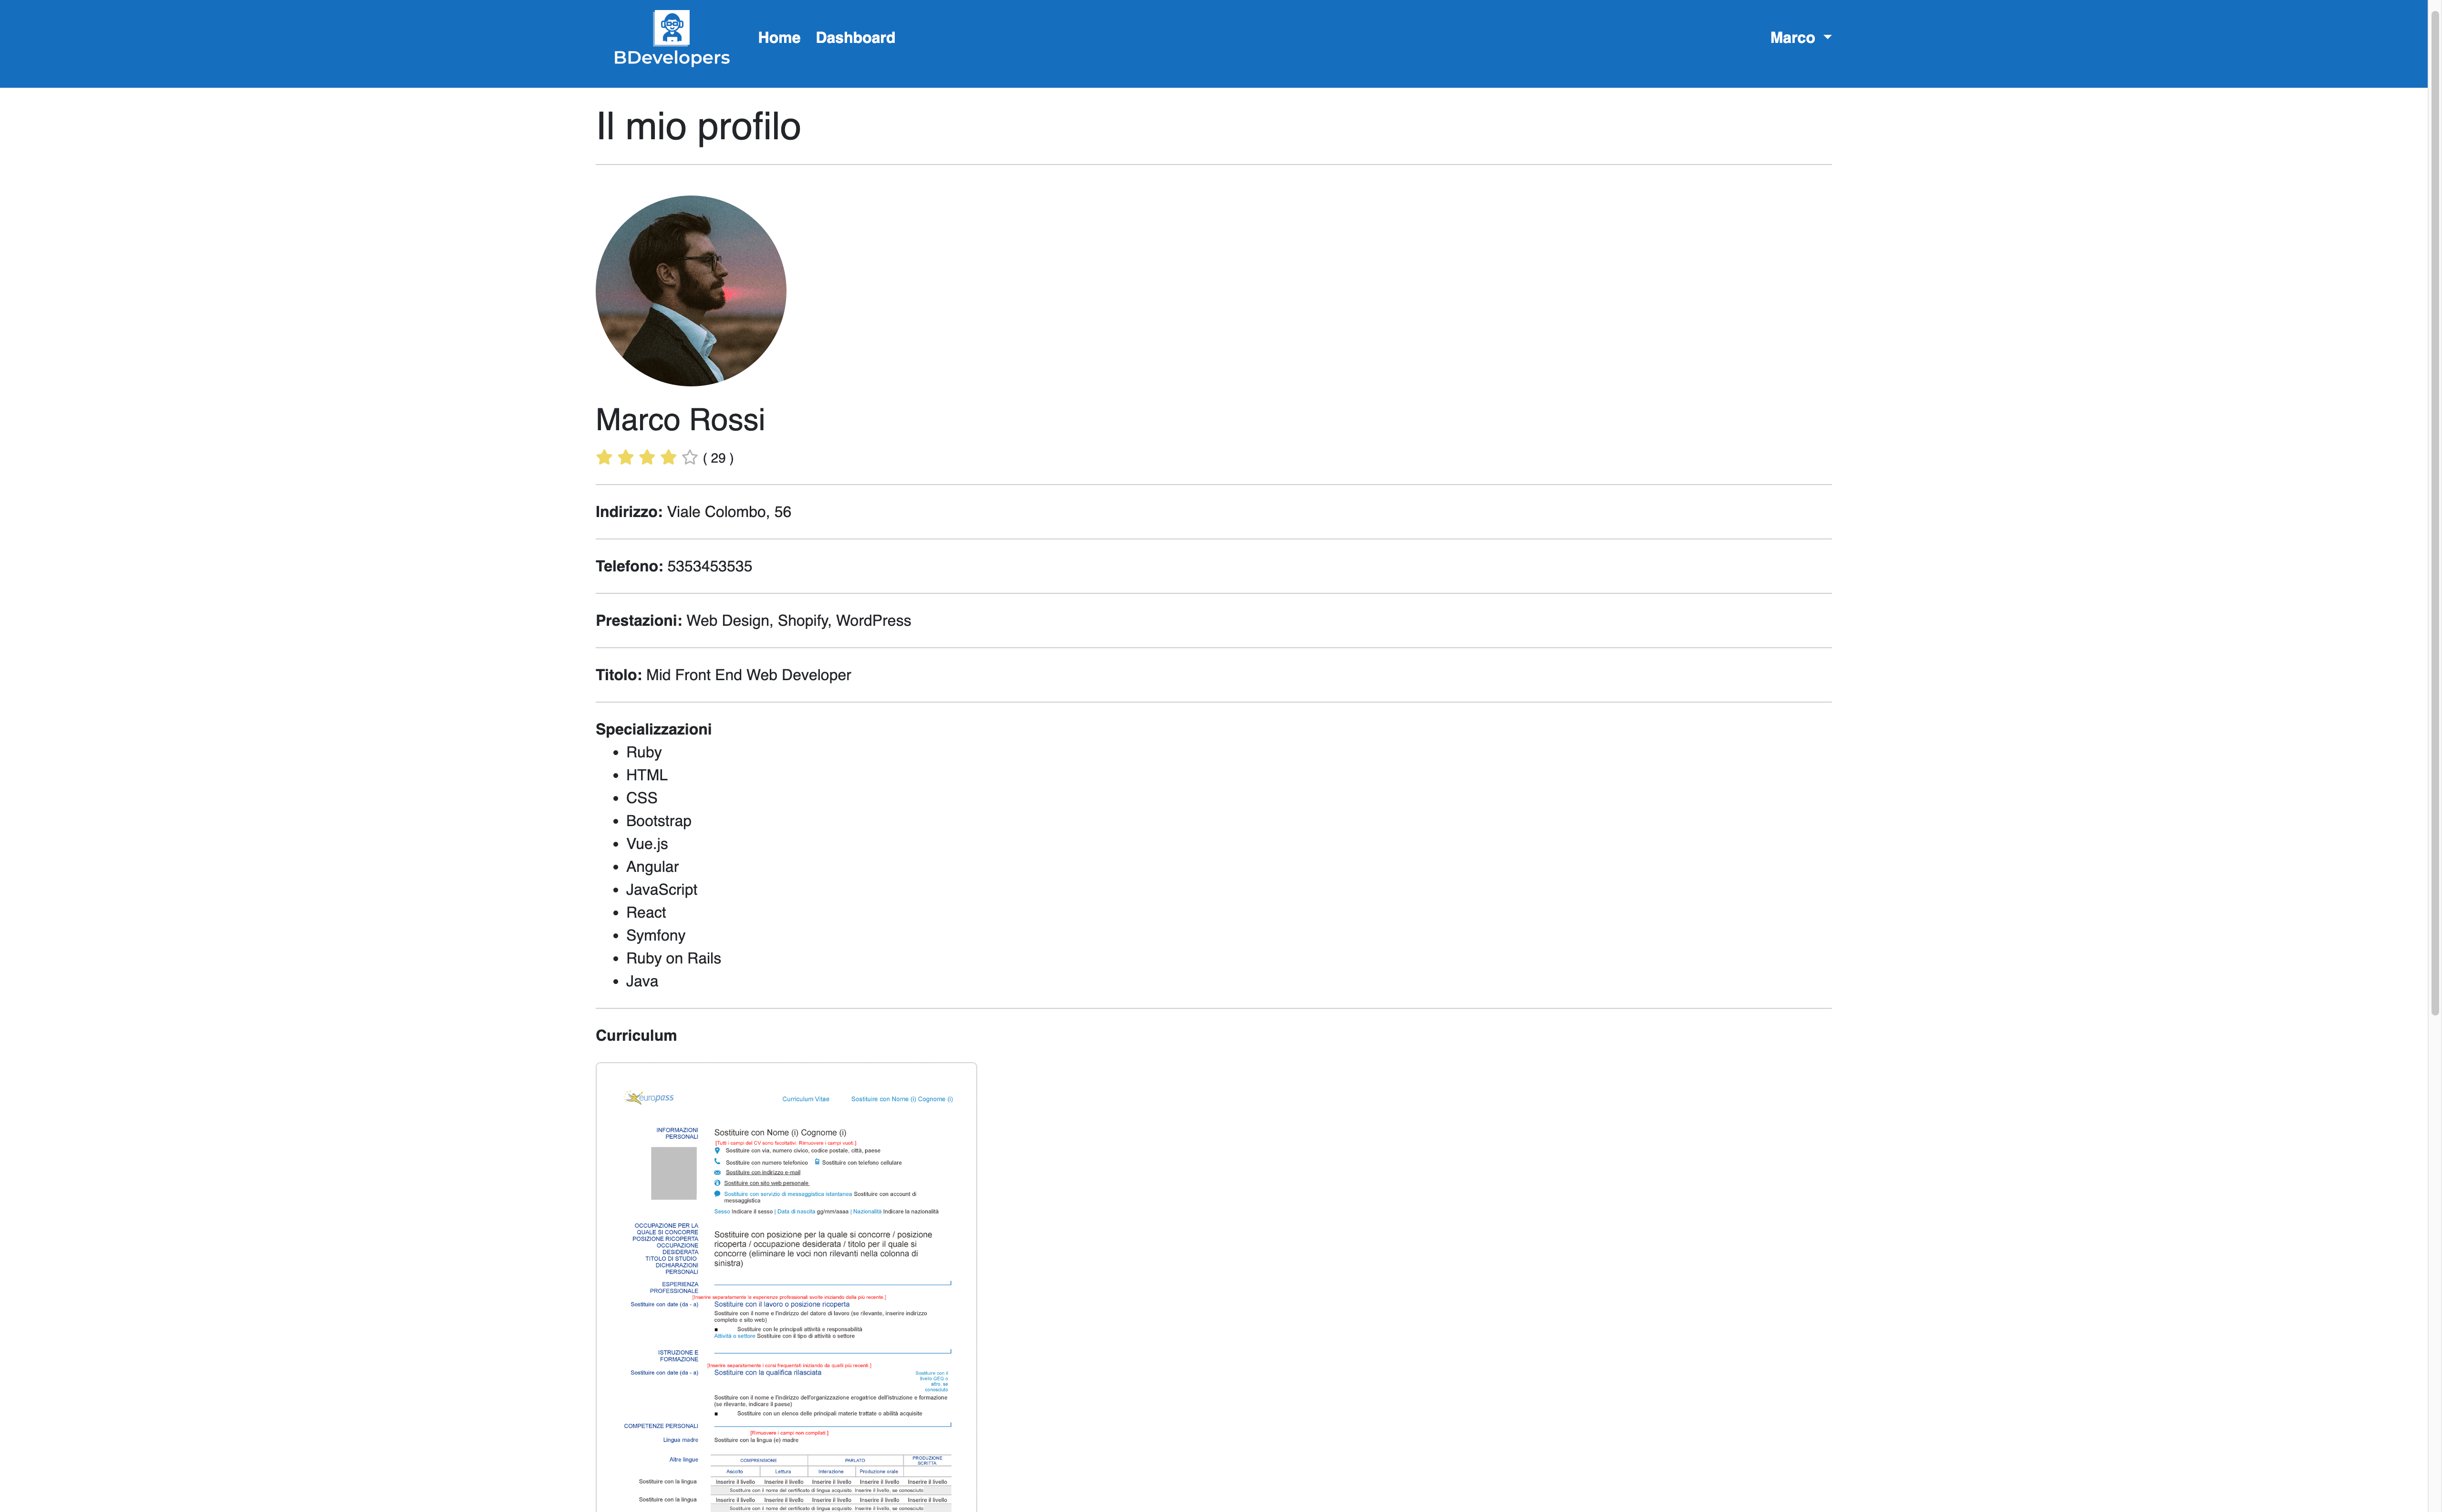 BDevelopers
Home Dashboard
Marco
Il mio profilo
Marco Rossi
( 29 )
Indirizzo: Viale Colombo, 56
Telefono: 5353453535
Prestazioni: Web Design, Shopify, WordPress
Titolo: Mid Front End Web Developer
Specializzazioni
Ruby
HTML
CSS
Bootstrap
Vue.js
Angular
JavaScript
React
Symfony
Ruby on Rails
Java
Curriculum
europass
Curriculum Vitae Sostituire con Nome (i) Cognome (i)
INFORMAZIONI
PERSONALI
Sostituire con Nome (i) Cognome (i)
[Tutti i campi del CV sono facoltativi. Rimuovere i campi vuoti.]
Sostituire con via, numero civico, codice postale, città, paese
Sostituire con numero telefonico Sostituire con telefono cellulare
Sostituire con indirizzo e-mail
Sostituire con sito web personale
Sostituire con servizio di messaggistica istantanea Sostituire con account di
messaggistica
Sesso Indicare il sesso | Data di nascita gg/mm/aaaa | Nazionalità Indicare la nazionalità
OCCUPAZIONE PER LA
QUALE SI CONCORRE
POSIZIONE RICOPERTA
OCCUPAZIONE
DESIDERATA
TITOLO DI STUDIO
DICHIARAZIONI
PERSONALI
Sostituire con posizione per la quale si concorre / posizione
ricoperta / occupazione desiderata / titolo per il quale si
concorre (eliminare le voci non rilevanti nella colonna di
sinistra)
ESPERIENZA
PROFESSIONALE
[Inserire separatamente le esperienze professionali svolte iniziando dalla più recente.]
Sostituire con date (da - a) Sostituire con il lavoro o posizione ricoperta
Sostituire con il nome e l'indirizzo del datore di lavoro (se rilevante, inserire indirizzo
completo e sito web)
Sostituire con le principali attività e responsabilità
Attività o settore Sostituire con il tipo di attività o settore
ISTRUZIONE E
FORMAZIONE
[Inserire separatamente i corsi frequentati iniziando da quelli più recenti.]
Sostituire con date (da - a) Sostituire con la qualifica rilasciata
Sostituire con il
livello QEQ o
altro, se
conosciuto
Sostituire con il nome e l'indirizzo dell'organizzazione erogatrice dell'istruzione e formazione
(se rilevante, indicare il paese)
Sostituire con un elenco delle principali materie trattate o abilità acquisite
COMPETENZE PERSONALI
[Rimuovere i campi non compilati.]
Lingua madre Sostituire con la lingua (e) madre
Altre lingue COMPRENSIONE PARLATO PRODUZIONE
SCRITTA
Ascolto Lettura Interazione Produzione orale
Sostituire con la lingua Inserire il livello Inserire il livello Inserire il livello Inserire il livello Inserire il livello
Sostituire con il nome del certificato di lingua acquisito. Inserire il livello, se conosciuto
Sostituire con la lingua Inserire il livello Inserire il livello Inserire il livello Inserire il livello Inserire il livello
Sostituire con il nome del certificato di lingua acquisito. Inserire il livello, se conosciuto